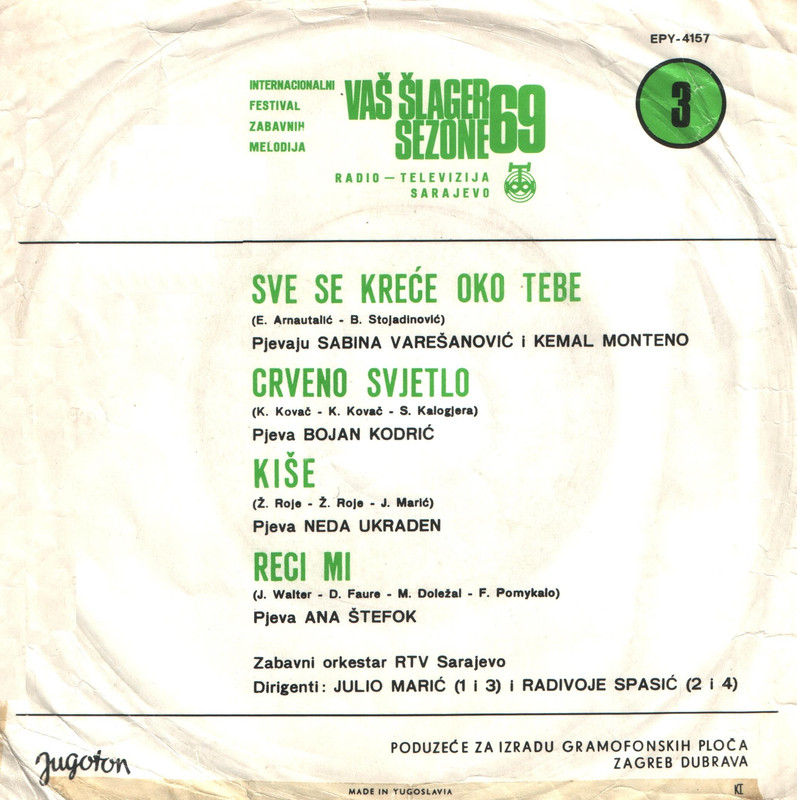 EPY-4157
INTERNACIONALNI
FESTIVAL
ZABAVNIH
MELODIJA
VAŠ ŠLAGER
SEZONE 69
3
RADIO – TELEVIZIJA
SARAJEVO
SVE SE KREĆE OKO TEBE
(E. Arnautalić - B. Stojadinović)
Pjevaju SABINA VAREŠANOVIĆ i KEMAL MONTENO
CRVENO SVJETLO
(K. Kovač - K. Kovač - S. Kalogjera)
Pjeva BOJAN KODRIĆ
KIŠE
(Ž. Roje - Ž. Roje - J. Marić)
Pjeva NEDA UKRADEN
RECI MI
(J. Walter - D. Faure - M. Doležal - F. Pomykalo)
Pjeva ANA ŠTEFOK
Zabavni orkestar RTV Sarajevo
Dirigenti: JULIO MARIĆ (1 i 3) i RADIVOJE SPASIĆ (2 i 4)
jugoton
PODUZEĆE ZA IZRADU GRAMOFONSKIH PLOČA
ZAGREB DUBRAVA
MADE IN YUGOSLAVIA